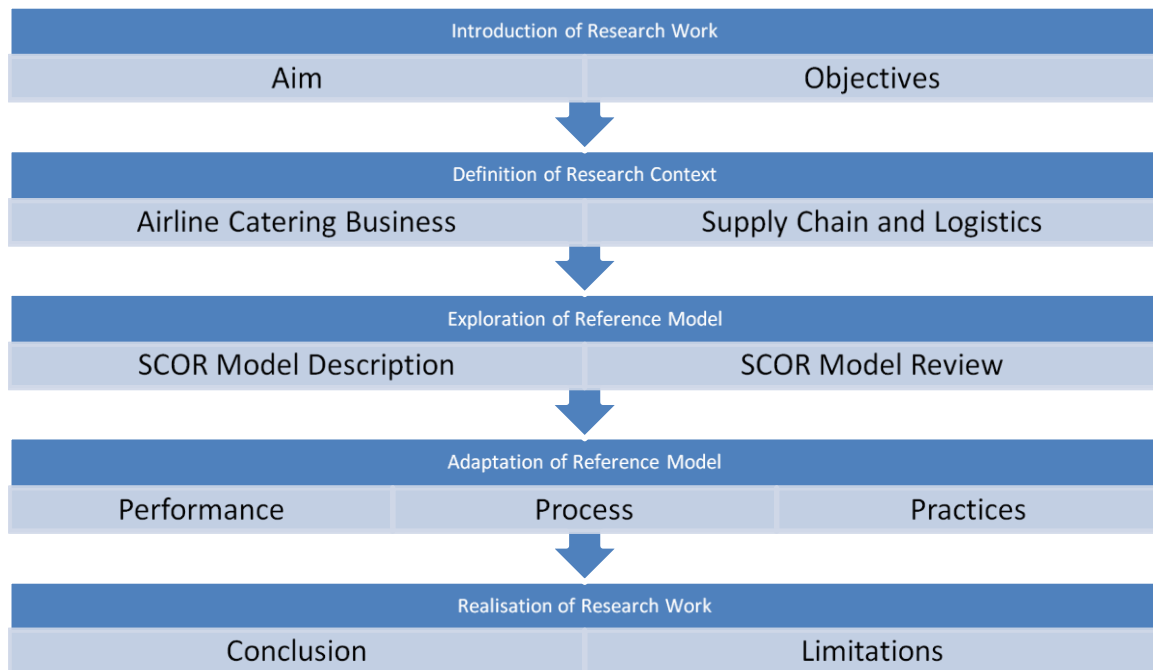 Introduction of Research Work
Aim
Objectives
Definition of Research Context
Airline Catering Business
Supply Chain and Logistics
Exploration of Reference Model
SCOR Model Description
SCOR Model Review
Adaptation of Reference Model
Performance
Process
Practices
Realisation of Research Work
Conclusion
Limitations